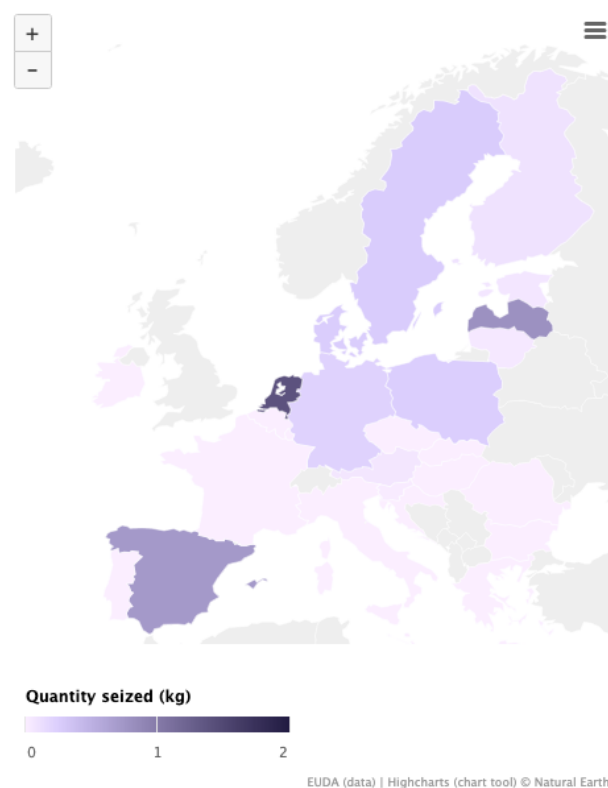 +
−
Quantity seized (kg)
0 1 2
EUDA (data) | Highcharts (chart tool) © Natural Earth